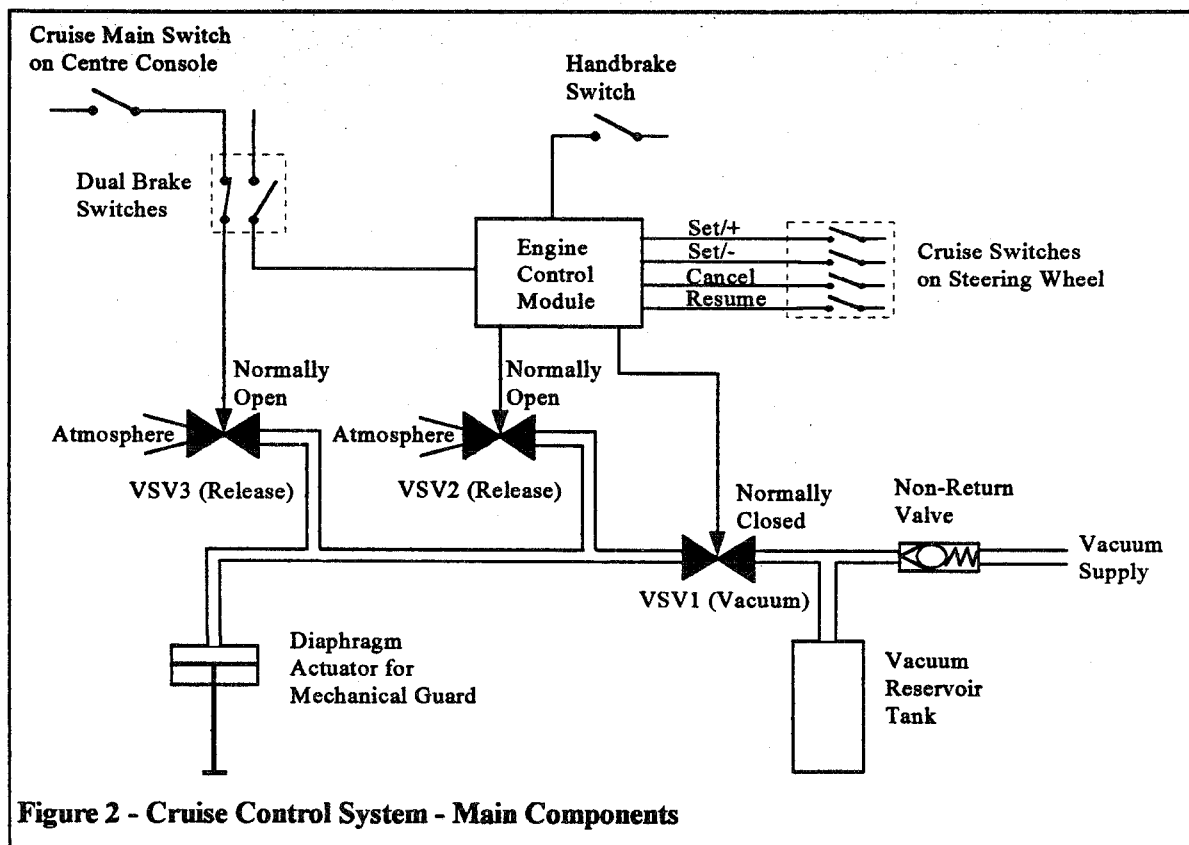 Cruise Main Switch
on Centre Console
Handbrake
Switch
Dual Brake
Switches
Engine
Control
Module
Set/+
Set/-
Cancel
Resume
Cruise Switches
on Steering Wheel
Normally
Open
Normally
Open
Atmosphere
Atmosphere
VSV3 (Release)
VSV2 (Release)
Normally
Closed
Non-Return
Valve
Vacuum
Supply
VSV1 (Vacuum)
Diaphragm
Actuator for
Mechanical Guard
Vacuum
Reservoir
Tank
Figure 2 - Cruise Control System - Main Components